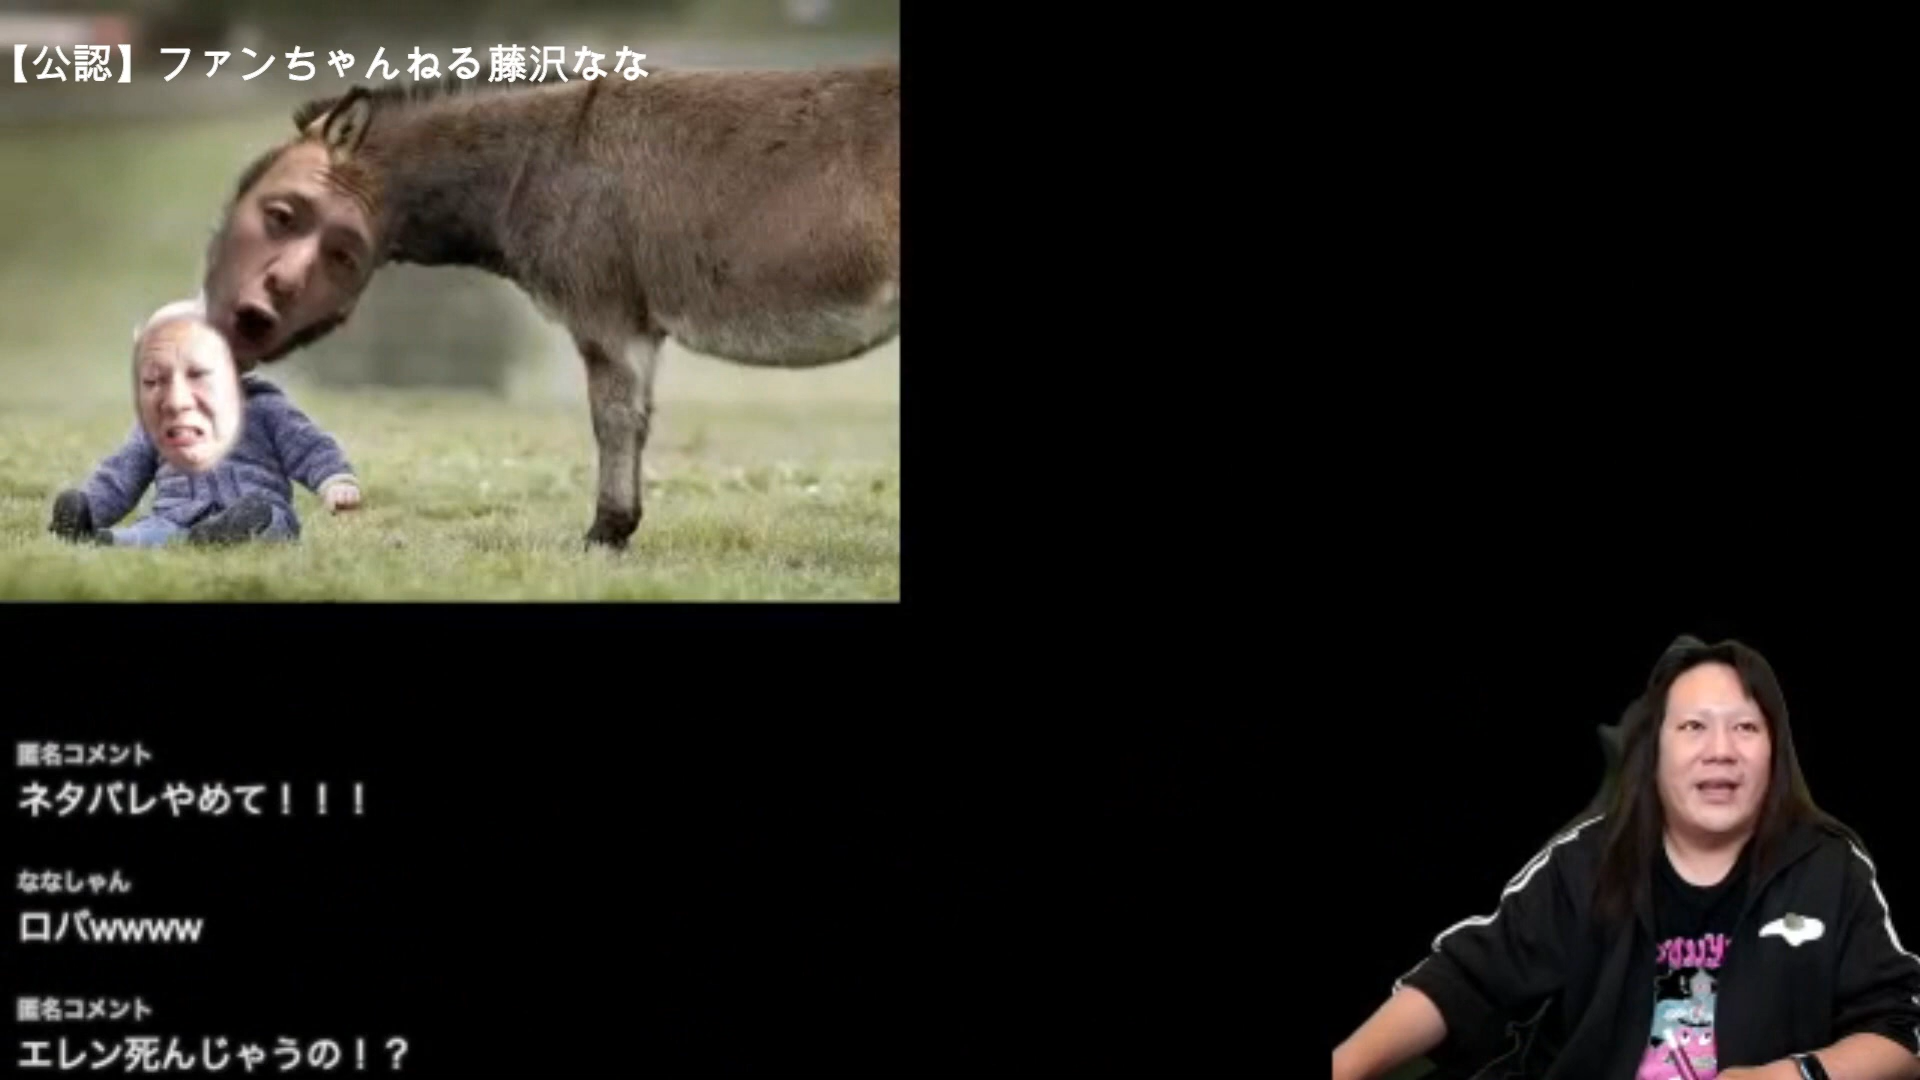 【公認】ファンちゃんねる藤沢なな
匿名コメント
ネタバレやめて！！！
ななしゃん
ロバwwww
匿名コメント
エレン死んじゃうの！？